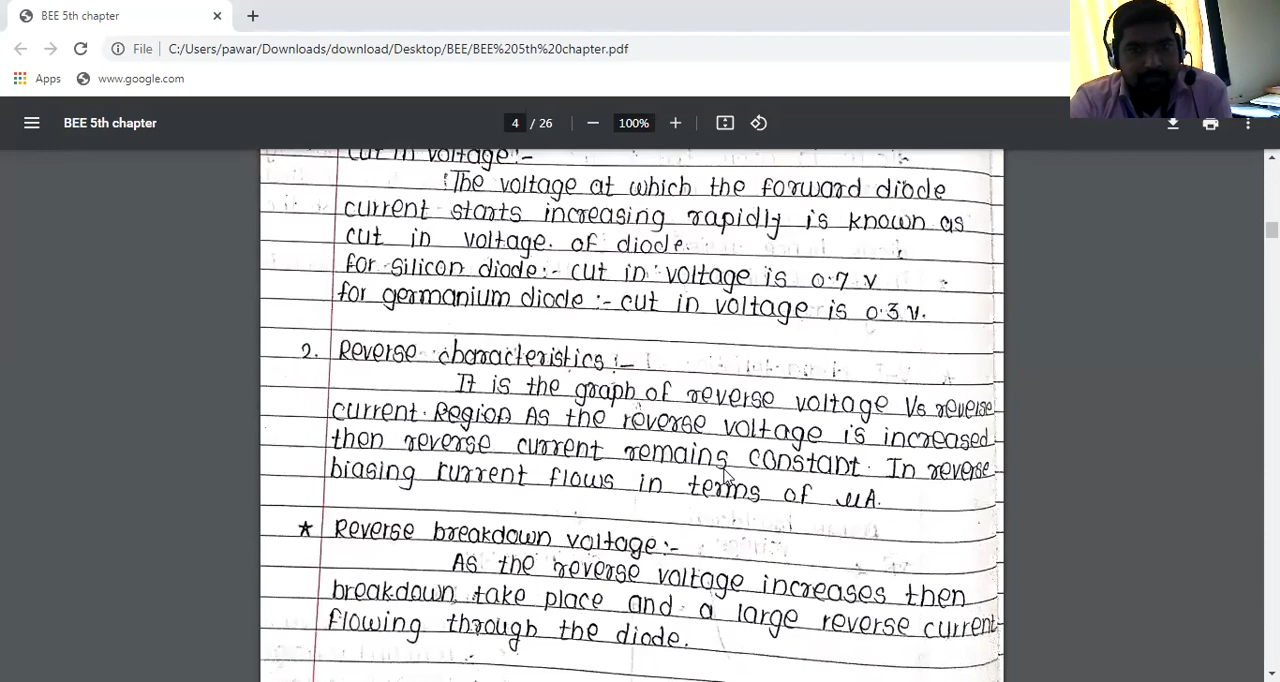 BEE 5th chapter
File
C:/Users/pawar/Downloads/download/Desktop/BEE/BEE%205th%20chapter.pdf
Apps
www.google.com
BEE 5th chapter
4 / 26
100%
cut in voltage :-
The voltage at which the forward diode
current starts increasing rapidly is known as
cut in voltage. of diode.
for silicon diode:- cut in voltage is 0.7 V
for germanium diode :- cut in voltage is 0.3 V.
2. Reverse characteristics :-
It is the graph of reverse voltage Vs reverse
current. Region As the reverse voltage is increased
then reverse current remains constant. In reverse
biasing current flows in terms of μA.
★ Reverse breakdown voltage :-
As the reverse voltage increases then
breakdown take place and a large reverse current
flowing through the diode.